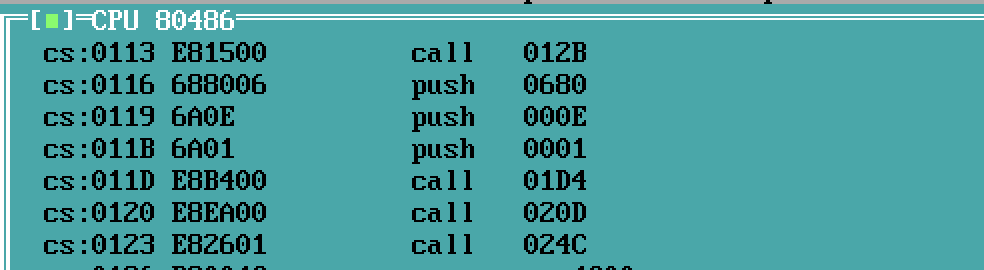 [■]=CPU 80486
cs:0113 E81500 call 012B
cs:0116 688006 push 0680
cs:0119 6A0E push 000E
cs:011B 6A01 push 0001
cs:011D E8B400 call 01D4
cs:0120 E8EA00 call 020D
cs:0123 E82601 call 024C